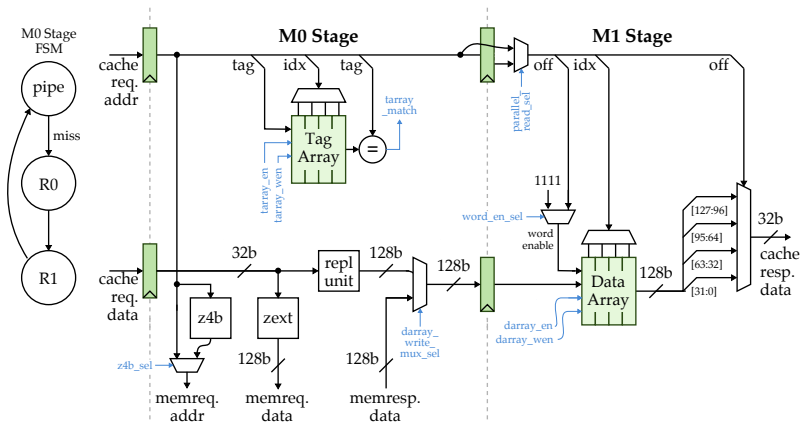 M0 Stage
FSM
pipe
miss
R0
R1
M0 Stage
M1 Stage
cache
req.
addr
tag
idx
tag
off
idx
off
tarray
_match
Tag
Array
=
tarray_en
tarray_wen
parallel_
read_sel
1111
word_en_sel
word
enable
[127:96]
[95:64]
[63:32]
[31:0]
32b
cache
resp.
data
cache
req.
data
32b
repl
unit
128b
128b
128b
Data
Array
darray_en
darray_wen
z4b
zext
darray_
write_
mux_sel
z4b_sel
128b
128b
memreq.
addr
memreq.
data
memresp.
data